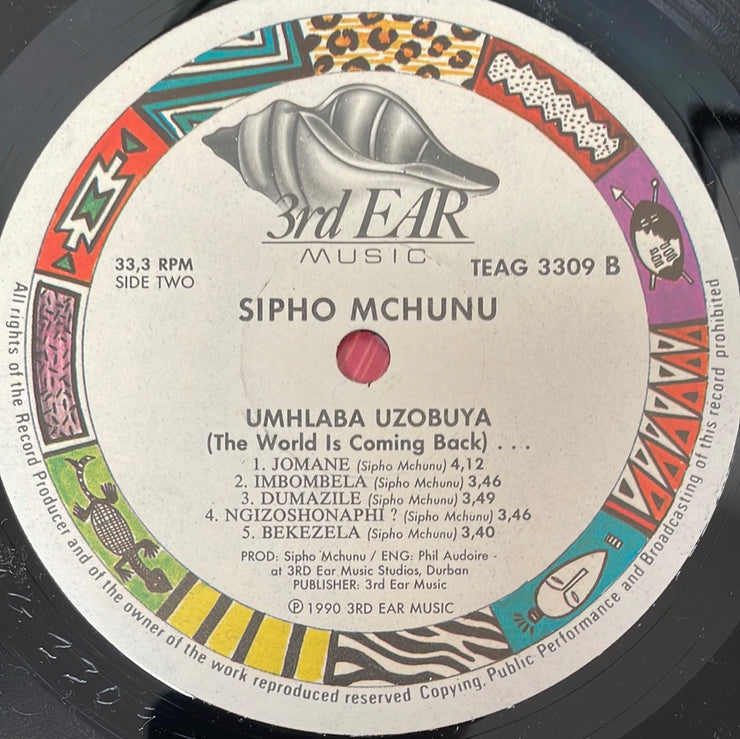 3rd EAR
MUSIC
33,3 RPM
SIDE TWO
TEAG 3309 B
SIPHO MCHUNU
UMHLABA UZOBUYA
(The World Is Coming Back) . . .
1. JOMANE (Sipho Mchunu) 4,12
2. IMBOMBELA (Sipho Mchunu) 3,46
3. DUMAZILE (Sipho Mchunu) 3,49
4. NGIZOSHONAPHI ? (Sipho Mchunu) 3,46
5. BEKEZELA (Sipho Mchunu) 3,40
PROD: Sipho Mchunu / ENG: Phil Audoire -
at 3RD Ear Music Studios, Durban
PUBLISHER: 3rd Ear Music
℗ 1990 3RD EAR MUSIC
All rights of the Record Producer and of the owner of the work reproduced reserved Copying, Public Performance and Broadcasting of this record prohibited